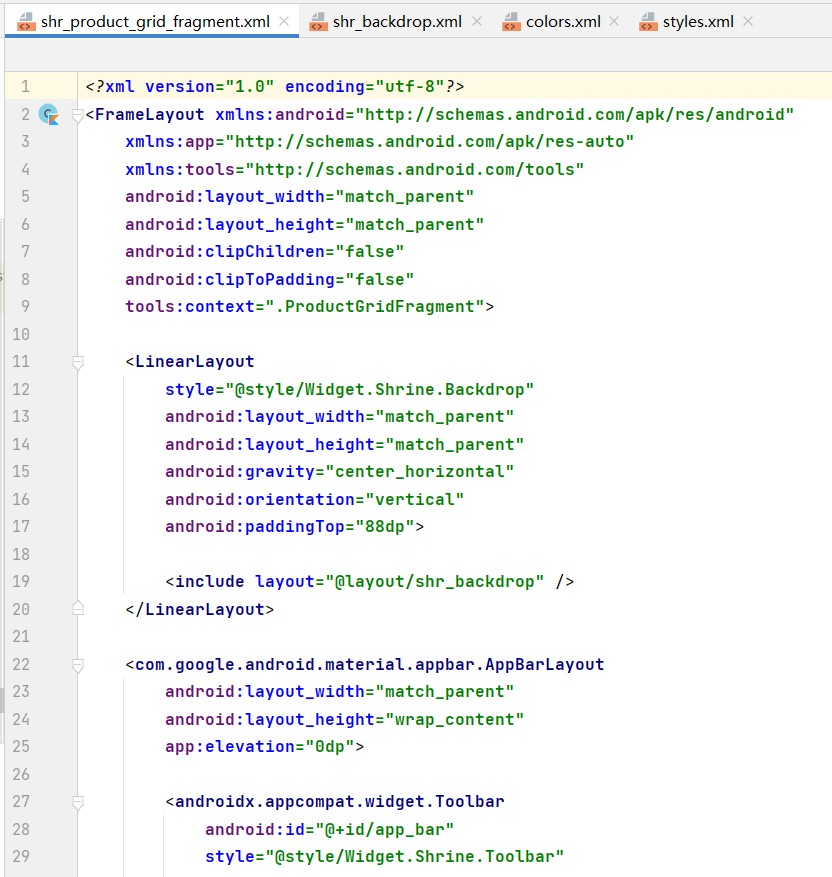 shr_product_grid_fragment.xml shr_backdrop.xml colors.xml styles.xml
1 <?xml version="1.0" encoding="utf-8"?>
2 <FrameLayout xmlns:android="http://schemas.android.com/apk/res/android"
3 xmlns:app="http://schemas.android.com/apk/res-auto"
4 xmlns:tools="http://schemas.android.com/tools"
5 android:layout_width="match_parent"
6 android:layout_height="match_parent"
7 android:clipChildren="false"
8 android:clipToPadding="false"
9 tools:context=".ProductGridFragment">
10
11 <LinearLayout
12 style="@style/Widget.Shrine.Backdrop"
13 android:layout_width="match_parent"
14 android:layout_height="match_parent"
15 android:gravity="center_horizontal"
16 android:orientation="vertical"
17 android:paddingTop="88dp">
18
19 <include layout="@layout/shr_backdrop" />
20 </LinearLayout>
21
22 <com.google.android.material.appbar.AppBarLayout
23 android:layout_width="match_parent"
24 android:layout_height="wrap_content"
25 app:elevation="0dp">
26
27 <androidx.appcompat.widget.Toolbar
28 android:id="@+id/app_bar"
29 style="@style/Widget.Shrine.Toolbar"